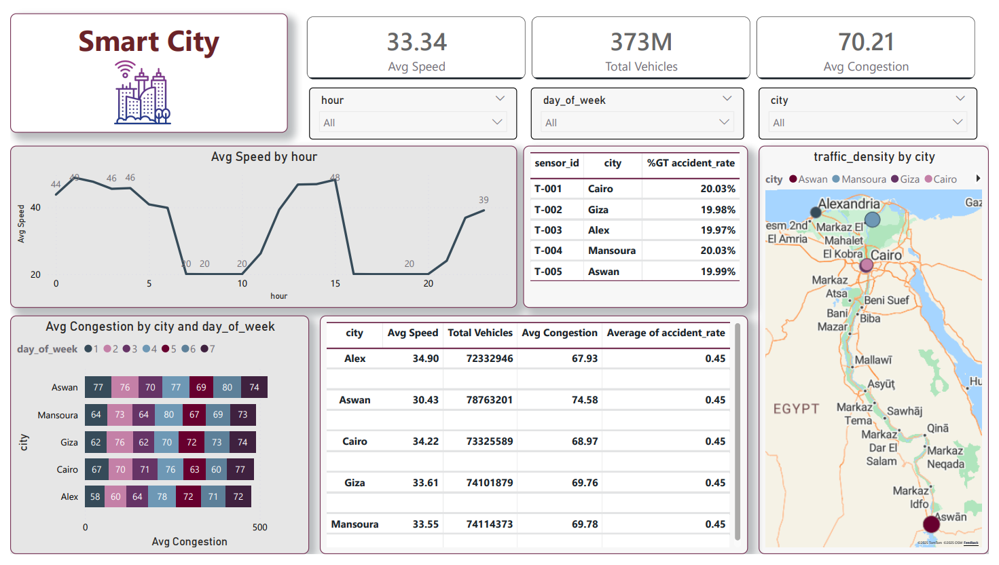 Smart City
33.34
Avg Speed
373M
Total Vehicles
70.21
Avg Congestion
hour
All
day_of_week
All
city
All
Avg Speed by hour
Avg Speed
40
20
44
49
46
46
20
20
20
48
20
39
0
5
10
15
20
hour
sensor_id city %GT accident_rate
T-001 Cairo 20.03%
T-002 Giza 19.98%
T-003 Alex 19.97%
T-004 Mansoura 20.03%
T-005 Aswan 19.99%
traffic_density by city
city Aswan Mansoura Giza Cairo
Alexandria
Gaz
esm 2nd
El Amria
Markaz El
Mahalet
El Kobra
Cairo
Markaz
Atsa
Beni Suef
Bani
Mazar
Biba
Mallawī
Asyūţ
Hu
EGYPT
Markaz
Tema
Sawhāj
Markaz
Dar El
Salam
Qinā
Markaz
Neqada
Markaz
Idfo
Aswān
©2025 TomTom ©2025 OSM Feedback
Avg Congestion by city and day_of_week
day_of_week 1 2 3 4 5 6 7
city
Aswan 77 76 70 77 69 80 74
Mansoura 64 73 64 80 67 69 73
Giza 62 76 62 70 72 73 74
Cairo 67 70 71 76 63 60 77
Alex 58 60 64 78 72 71 72
0 500
Avg Congestion
city Avg Speed Total Vehicles Avg Congestion Average of accident_rate
Alex 34.90 72332946 67.93 0.45
Aswan 30.43 78763201 74.58 0.45
Cairo 34.22 73325589 68.97 0.45
Giza 33.61 74101879 69.76 0.45
Mansoura 33.55 74114373 69.78 0.45